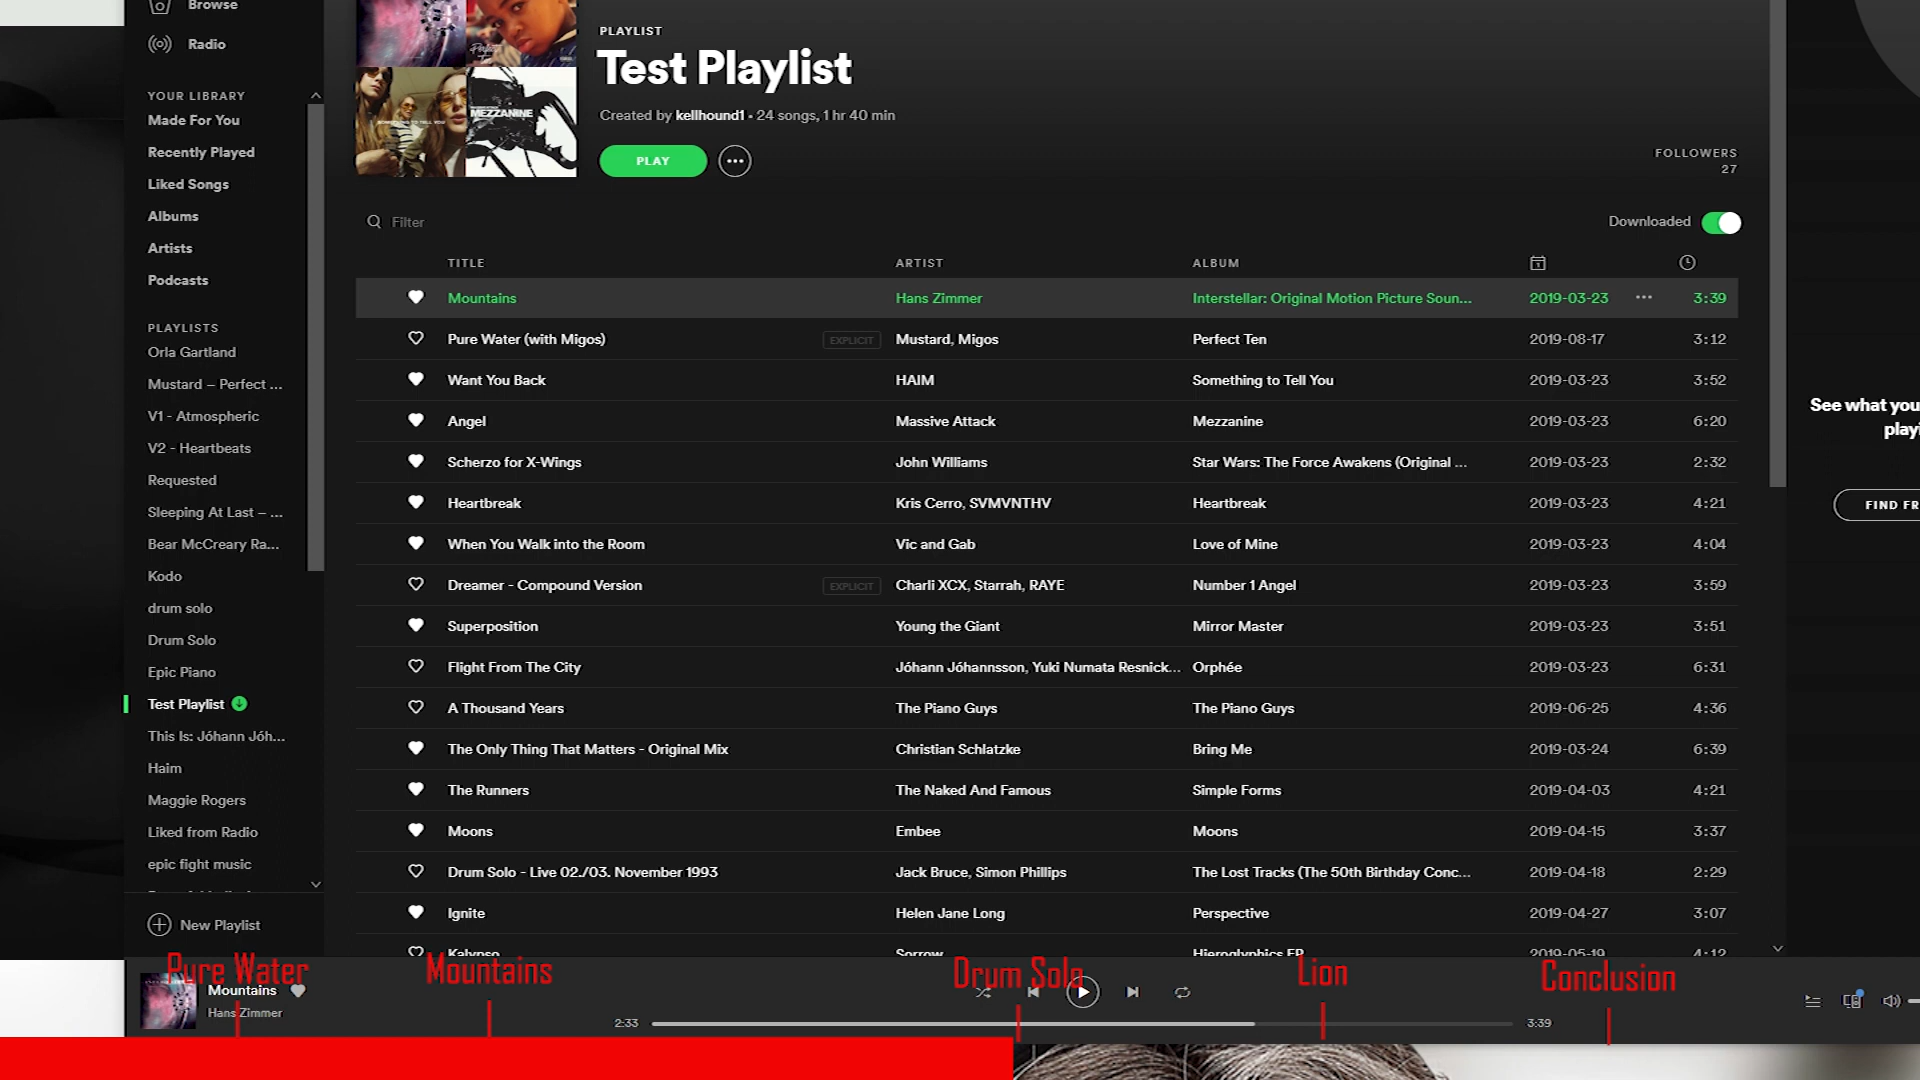 Browse
Radio
YOUR LIBRARY
Made For You
Recently Played
Liked Songs
Albums
Artists
Podcasts
PLAYLISTS
Orla Gartland
Mustard – Perfect ...
V1 - Atmospheric
V2 - Heartbeats
Requested
Sleeping At Last – ...
Bear McCreary Ra...
Kodo
drum solo
Drum Solo
Epic Piano
Test Playlist
This Is: Jóhann Jóh...
Haim
Maggie Rogers
Liked from Radio
epic fight music
New Playlist
MEZZANINE
PLAYLIST
Test Playlist
Created by kellhound1 • 24 songs, 1 hr 40 min
PLAY
FOLLOWERS
27
Filter
Downloaded
TITLE ARTIST ALBUM
Mountains Hans Zimmer Interstellar: Original Motion Picture Soun... 2019-03-23 3:39
Pure Water (with Migos) EXPLICIT Mustard, Migos Perfect Ten 2019-08-17 3:12
Want You Back HAIM Something to Tell You 2019-03-23 3:52
Angel Massive Attack Mezzanine 2019-03-23 6:20
Scherzo for X-Wings John Williams Star Wars: The Force Awakens (Original ... 2019-03-23 2:32
Heartbreak Kris Cerro, SVMVNTHV Heartbreak 2019-03-23 4:21
When You Walk into the Room Vic and Gab Love of Mine 2019-03-23 4:04
Dreamer - Compound Version EXPLICIT Charli XCX, Starrah, RAYE Number 1 Angel 2019-03-23 3:59
Superposition Young the Giant Mirror Master 2019-03-23 3:51
Flight From The City Jóhann Jóhannsson, Yuki Numata Resnick... Orphée 2019-03-23 6:31
A Thousand Years The Piano Guys The Piano Guys 2019-06-25 4:36
The Only Thing That Matters - Original Mix Christian Schlatzke Bring Me 2019-03-24 6:39
The Runners The Naked And Famous Simple Forms 2019-04-03 4:21
Moons Embee Moons 2019-04-15 3:37
Drum Solo - Live 02./03. November 1993 Jack Bruce, Simon Phillips The Lost Tracks (The 50th Birthday Conc... 2019-04-18 2:29
Ignite Helen Jane Long Perspective 2019-04-27 3:07
Kalypso Sorrow Hieroglyphics EP 2019-05-19 4:12
See what you
playi
FIND FR
Pure Water Mountains Drum Solo Lion Conclusion
Mountains
Hans Zimmer
2:33 3:39